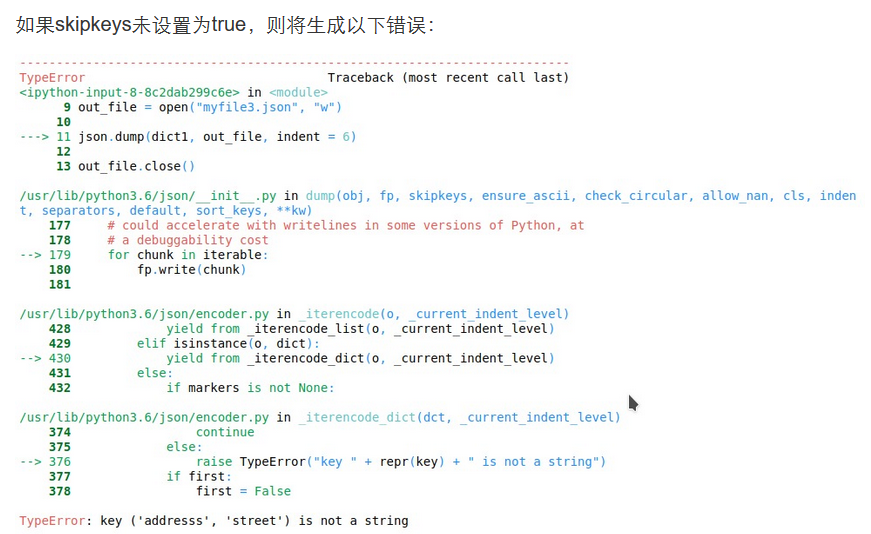 如果skipkeys未设置为true，则将生成以下错误：
---------------------------------------------------------------------------
TypeError                                 Traceback (most recent call last)
<ipython-input-8-8c2dab299c6e> in <module>
      9 out_file = open("myfile3.json", "w")
     10
---> 11 json.dump(dict1, out_file, indent = 6)
     12
     13 out_file.close()
/usr/lib/python3.6/json/__init__.py in dump(obj, fp, skipkeys, ensure_ascii, check_circular, allow_nan, cls, inden
t, separators, default, sort_keys, **kw)
    177     # could accelerate with writelines in some versions of Python, at
    178     # a debuggability cost
--> 179     for chunk in iterable:
    180         fp.write(chunk)
    181
/usr/lib/python3.6/json/encoder.py in _iterencode(o, _current_indent_level)
    428             yield from _iterencode_list(o, _current_indent_level)
    429         elif isinstance(o, dict):
--> 430             yield from _iterencode_dict(o, _current_indent_level)
    431         else:
    432             if markers is not None:
/usr/lib/python3.6/json/encoder.py in _iterencode_dict(dct, _current_indent_level)
    374                 continue
    375             else:
--> 376                 raise TypeError("key " + repr(key) + " is not a string")
    377             if first:
    378                 first = False
TypeError: key ('addresss', 'street') is not a string